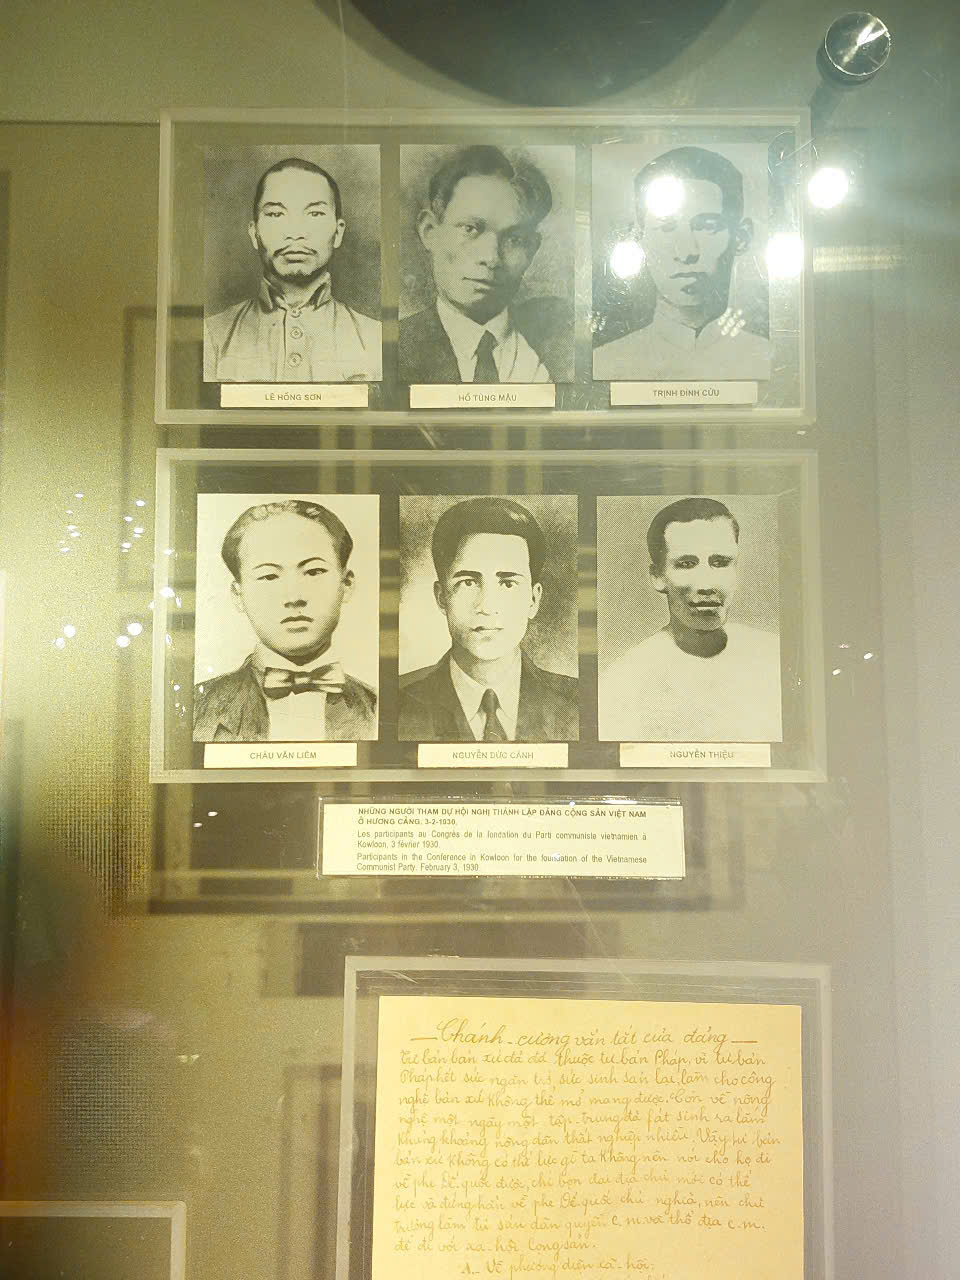 LÊ HỒNG SƠN
HỒ TÙNG MẬU
TRỊNH ĐÌNH CỬU
CHÂU VĂN LIÊM
NGUYỄN ĐỨC CẢNH
NGUYỄN THIỆU
NHỮNG NGƯỜI THAM DỰ HỘI NGHỊ THÀNH LẬP ĐẢNG CỘNG SẢN VIỆT NAM
Ở HƯƠNG CẢNG. 3-2-1930.
Les participants au Congrès de la fondation du Parti communiste vietnamien à
Kowloon, 3 février 1930.
Participants in the Conference in Kowloon for the foundation of the Vietnamese
Communist Party. February 3, 1930
— Chánh-cương vắn tắt của đảng —
Tư bản bản xứ đã thuộc tư bản Pháp, vì tư bản
Pháp hết sức ngăn trở sức sinh sản lại, làm cho công
nghệ bản xứ không thể mở mang được. Còn về nông
nghệ một ngày một tập-trung đã phát sinh ra lắm
khủng khoảng nông dân thất nghiệp nhiều. Vậy tư bản
bản xứ không có thế lực gì ta không nên nói cho họ đi
về phe Đế quốc được, chỉ bọn đại địa chủ mới có thế
lực và đứng hẳn về phe Đế quốc chủ-nghĩa, nên chủ
trương làm tư sản dân quyền C.M. và thổ địa C.M.
để đi tới xã-hội Cộng sản.
A.- Về phương diện xã-hội: